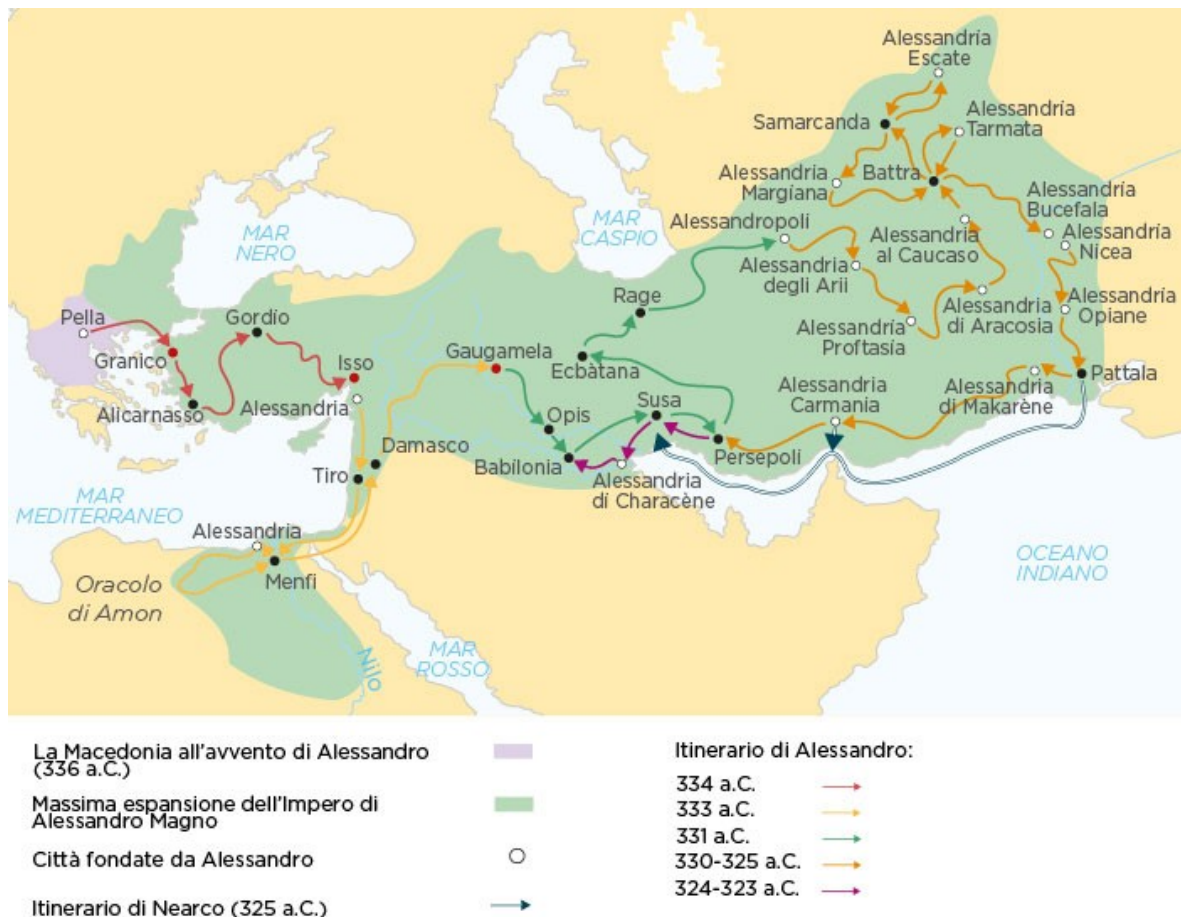 Alessandria
Escate
Samarcanda
Alessandria
Tarmata
Alessandria
Margiana
Battra
Alessandria
Bucefala
Alessandria
Nicea
MAR
NERO
MAR
CASPIO
Alessandropoli
Alessandria
al Caucaso
Alessandria
degli Arii
Rage
Alessandria
di Aracosia
Alessandria
Opiane
Alessandria
Proftasía
Pella
Gordio
Granico
Isso
Gaugamela
Ecbàtana
Pattala
Alicarnasso
Alessandria
Opis
Susa
Alessandria
Carmania
Alessandria
di Makarène
Damasco
Tiro
Babilonia
Persepoli
Alessandria
di Characène
MAR
MEDITERRANEO
Alessandria
Menfi
Oracolo
di Amon
OCEANO
INDIANO
MAR
ROSSO
Nilo
La Macedonia all'avvento di Alessandro
(336 a.C.)
Massima espansione dell'Impero di
Alessandro Magno
Città fondate da Alessandro
Itinerario di Nearco (325 a.C.)
Itinerario di Alessandro:
334 a.C.
333 a.C.
331 a.C.
330-325 a.C.
324-323 a.C.